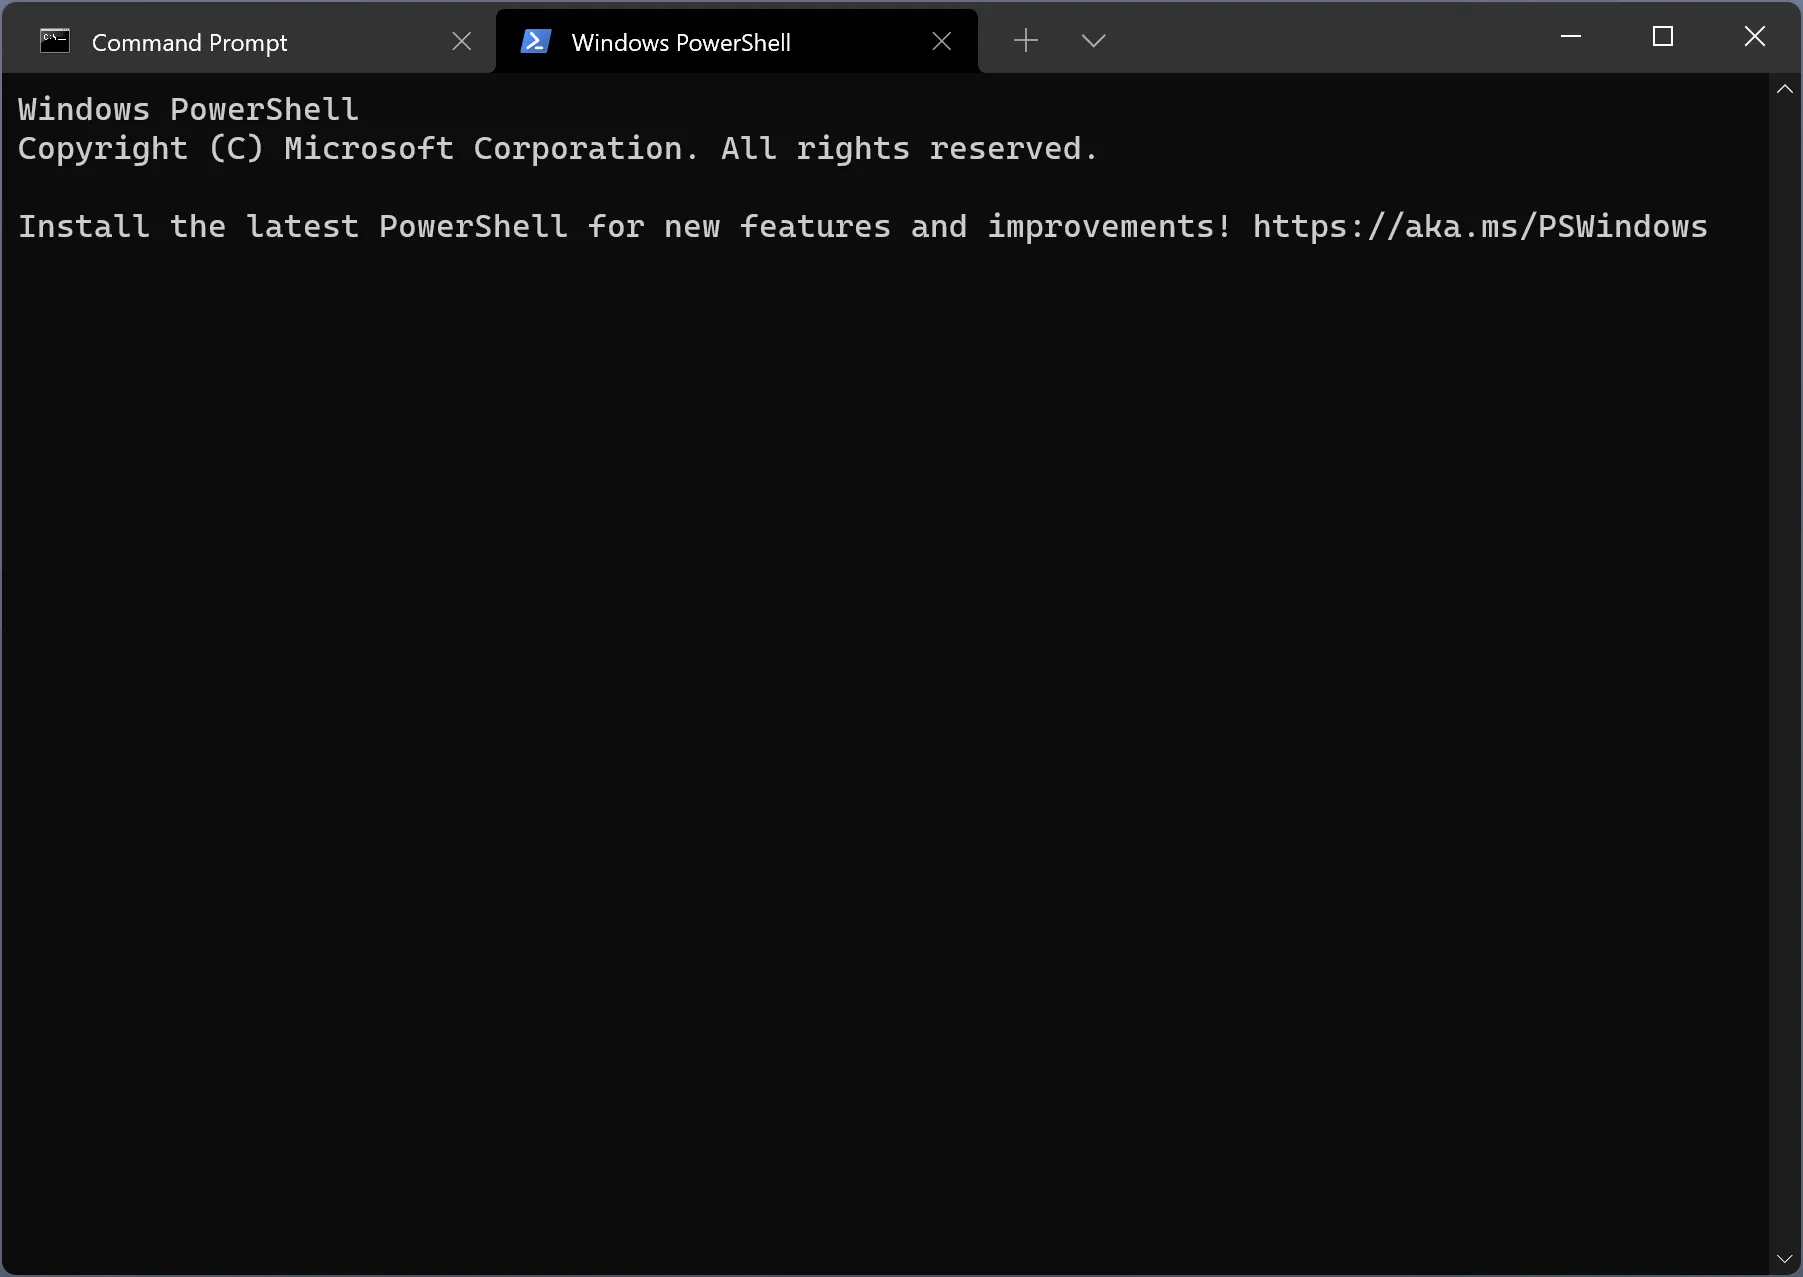 Command Prompt
Windows PowerShell
Windows PowerShell
Copyright (C) Microsoft Corporation. All rights reserved.
Install the latest PowerShell for new features and improvements! https://aka.ms/PSWindows